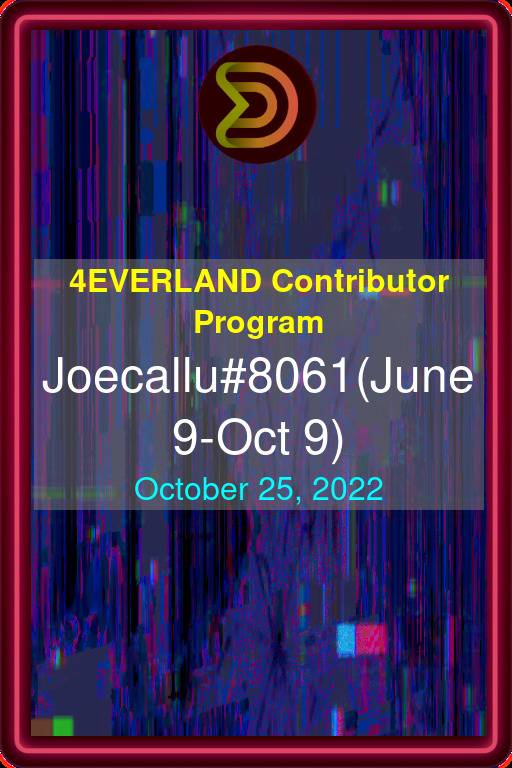 4EVERLAND Contributor
Program
Joecallu#8061(June
9-Oct 9)
October 25, 2022